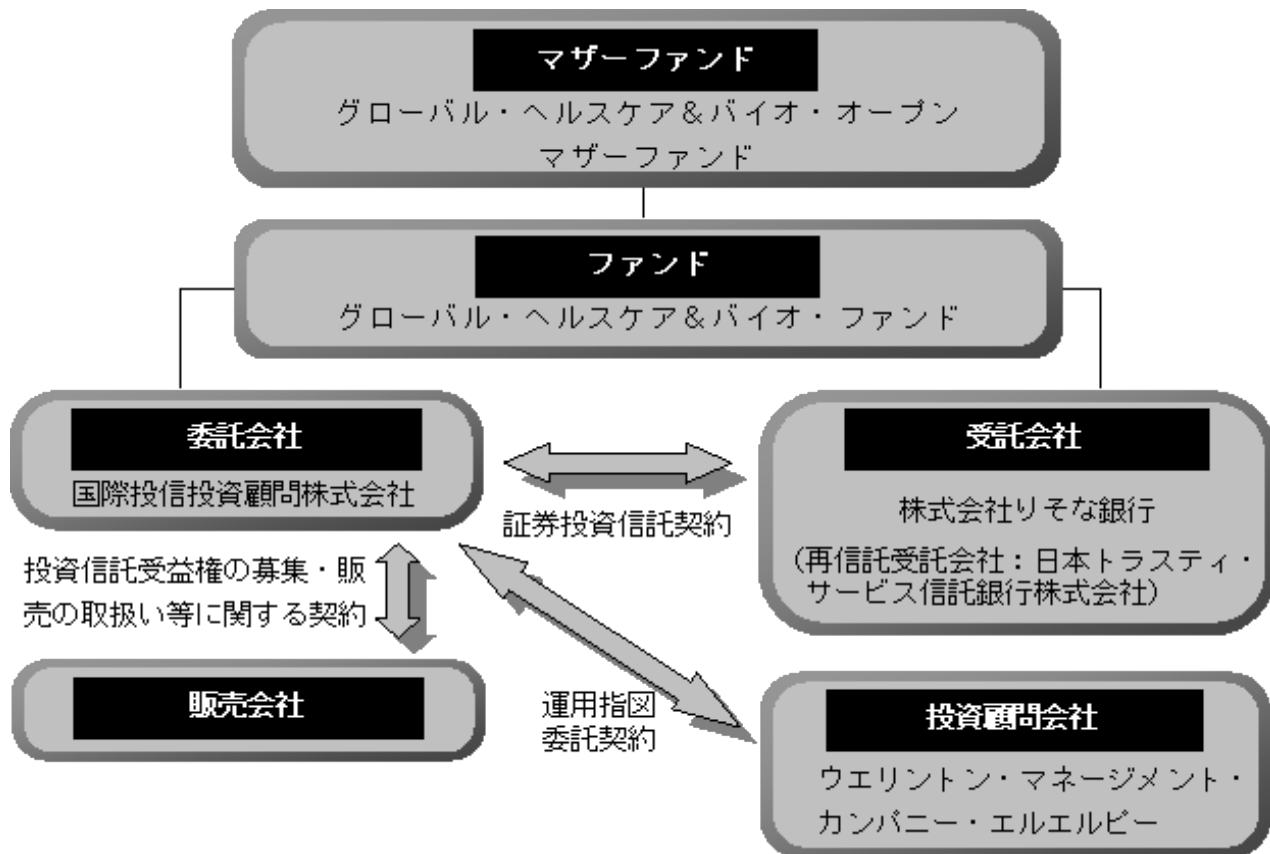 マザーファンド
グローバル・ヘルスケア＆バイオ・オープン
マザーファンド
ファンド
グローバル・ヘルスケア＆バイオ・ファンド
委託会社
国際投信投資顧問株式会社
受託会社
株式会社りそな銀行
（再信託受託会社：日本トラスティ・
サービス信託銀行株式会社）
証券投資信託契約
投資信託受益権の募集・販
売の取扱い等に関する契約
販売会社
運用指図
委託契約
投資顧問会社
ウエリントン・マネージメント・
カンパニー・エルエルピー